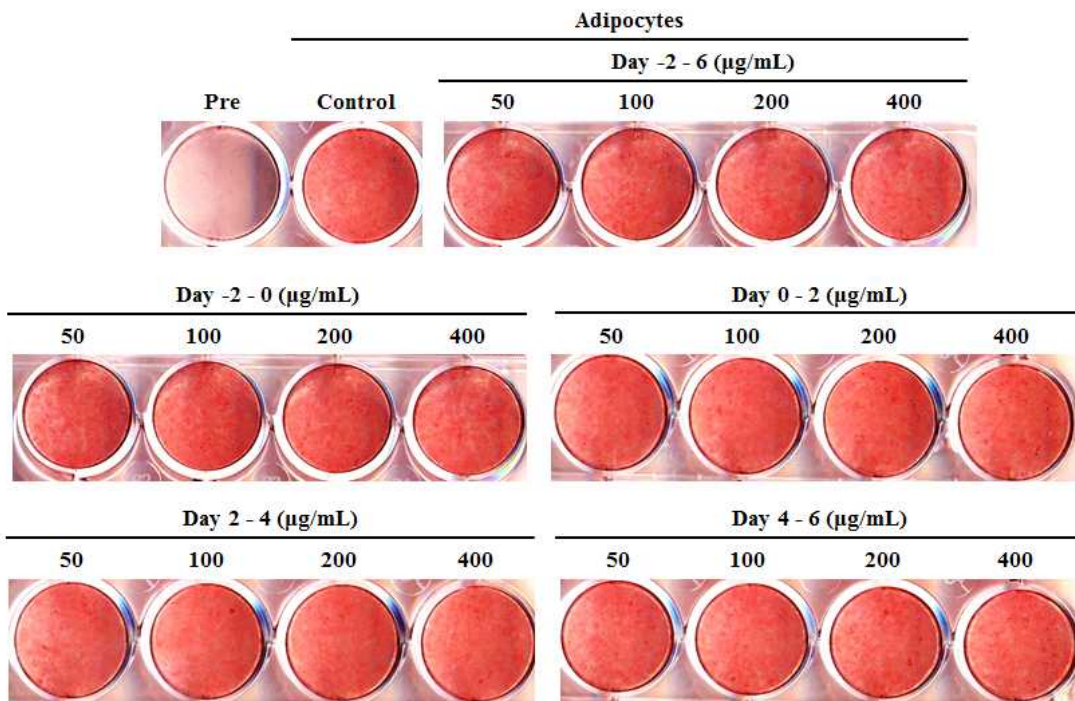 Adipocytes
Day -2 - 6 (µg/mL)
Pre Control 50 100 200 400
Day -2 - 0 (µg/mL) Day 0 - 2 (µg/mL)
50 100 200 400 50 100 200 400
Day 2 - 4 (µg/mL) Day 4 - 6 (µg/mL)
50 100 200 400 50 100 200 400